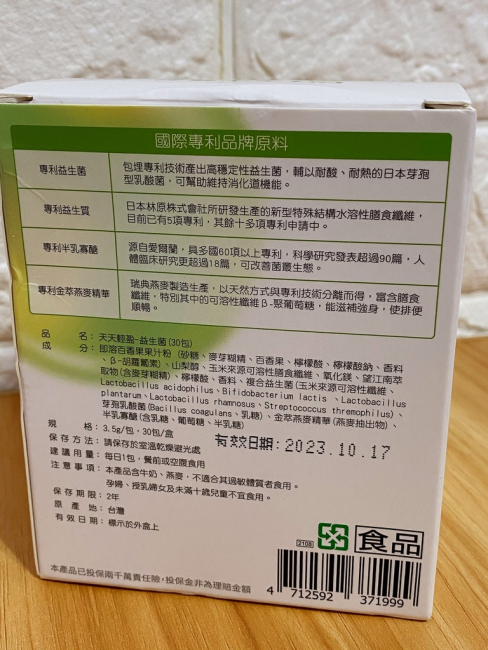 國際專利品牌原料
專利益生菌
包埋專利技術產出高穩定性益生菌，輔以耐酸、耐熱的日本芽孢
型乳酸菌，可幫助維持消化道機能。
專利益生質
日本林原株式會社所研發生產的新型特殊結構水溶性膳食纖維，
目前已有5項專利，其餘十多項專利申請中。
專利半乳寡醣
源自愛爾蘭，具多國60項以上專利，科學研究發表超過90篇，人
體臨床研究更超過18篇，可改善菌叢生態。
專利金萃燕麥精華
瑞典燕麥製造生產，以天然方式與專利技術分離而得，富含膳食
纖維，特別其中的可溶性纖維β-聚葡萄糖，能滋補強身，使排便
順暢。
品 名：天天輕盈-益生菌(30包)
成 分：即溶百香果果汁粉（砂糖、麥芽糊精、百香果、檸檬酸、檸檬酸鈉、香料
、β-胡蘿蔔素）、山梨醇、玉米來源可溶性膳食纖維、氧化鎂、望江南萃
取物(含麥芽糊精)、檸檬酸、香料、複合益生菌(玉米來源可溶性纖維、
Lactobacillus acidophilus、Bifidobacterium lactis 、Lactobacillus
plantarum、Lactobacillus rhamnosus、Streptococcus thremophilus)、
芽孢乳酸菌(Bacillus coagulans、乳糖)、金萃燕麥精華(燕麥抽出物)、
半乳寡醣(含乳糖、葡萄糖、半乳糖)
規 格：3.5g/包，30包/盒
保存方法：請保存於室溫乾燥避光處
有效日期：2023.10.17
建議用量：每日1包，餐前或空腹食用
注意事項：本產品含牛奶、燕麥，不適合其過敏體質者食用。
孕婦、授乳婦女及未滿十歲兒童不宜食用。
保存期限：2年
原 產 地：台灣
有效日期：標示於外盒上
2108
食品
本產品已投保兩千萬責任險，投保金非為理賠金額
4 712592 371999